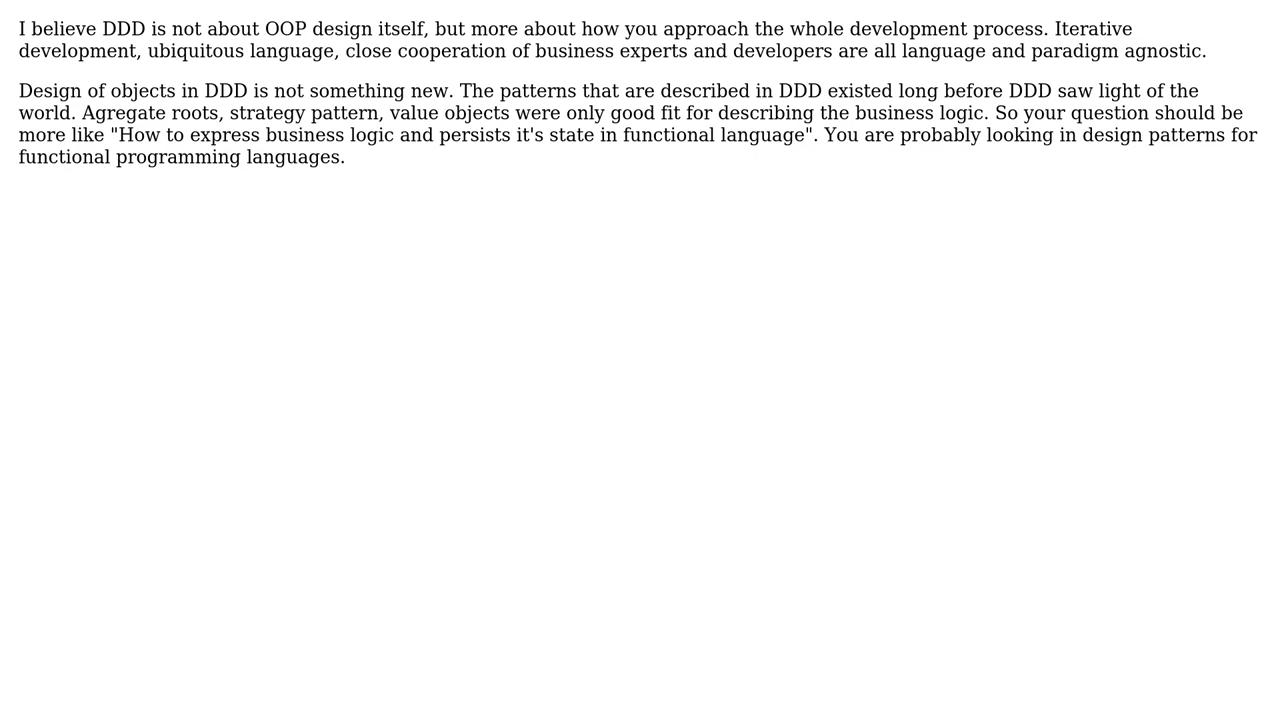 I believe DDD is not about OOP design itself, but more about how you approach the whole development process. Iterative
development, ubiquitous language, close cooperation of business experts and developers are all language and paradigm agnostic.
Design of objects in DDD is not something new. The patterns that are described in DDD existed long before DDD saw light of the
world. Agregate roots, strategy pattern, value objects were only good fit for describing the business logic. So your question should be
more like "How to express business logic and persists it's state in functional language". You are probably looking in design patterns for
functional programming languages.